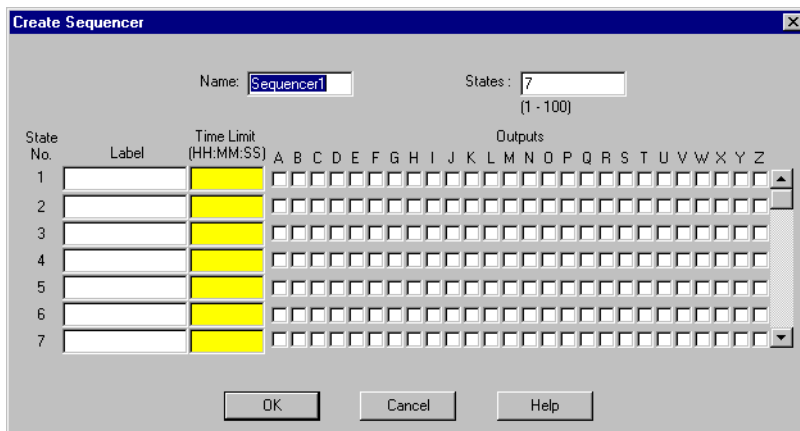 Create Sequencer
Name: Sequencer1 States : 7
(1 - 100)
State No. Label Time Limit (HH:MM:SS) Outputs
A B C D E F G H I J K L M N O P Q R S T U V W X Y Z
1
2
3
4
5
6
7
OK Cancel Help